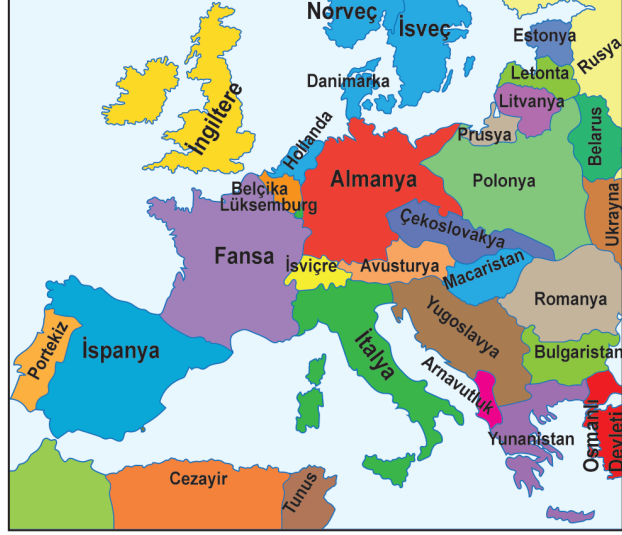 Norveç
İsveç
Estonya
Rusya
Letonta
Danimarka
Litvanya
İngiltere
Hollanda
Prusya
Belarus
Almanya
Polonya
Belçika
Lüksemburg
Ukrayna
Çekoslovakya
Fansa
İsviçre
Avusturya
Macaristan
Romanya
Portekiz
İspanya
İtalya
Yugoslavya
Bulgaristan
Arnavutluk
Yunanistan
Osmanlı
Devleti
Cezayir
Tunus